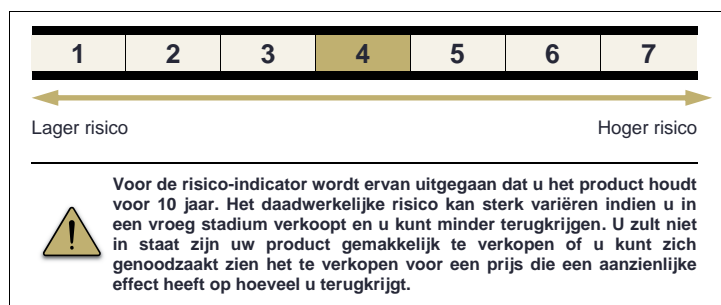 1 2 3 4 5 6 7
Lager risico Hoger risico
Voor de risico-indicator wordt ervan uitgegaan dat u het product houdt
voor 10 jaar. Het daadwerkelijke risico kan sterk variëren indien u in
een vroeg stadium verkoopt en u kunt minder terugkrijgen. U zult niet
in staat zijn uw product gemakkelijk te verkopen of u kunt zich
genoodzaakt zien het te verkopen voor een prijs die een aanzienlijke
effect heeft op hoeveel u terugkrijgt.